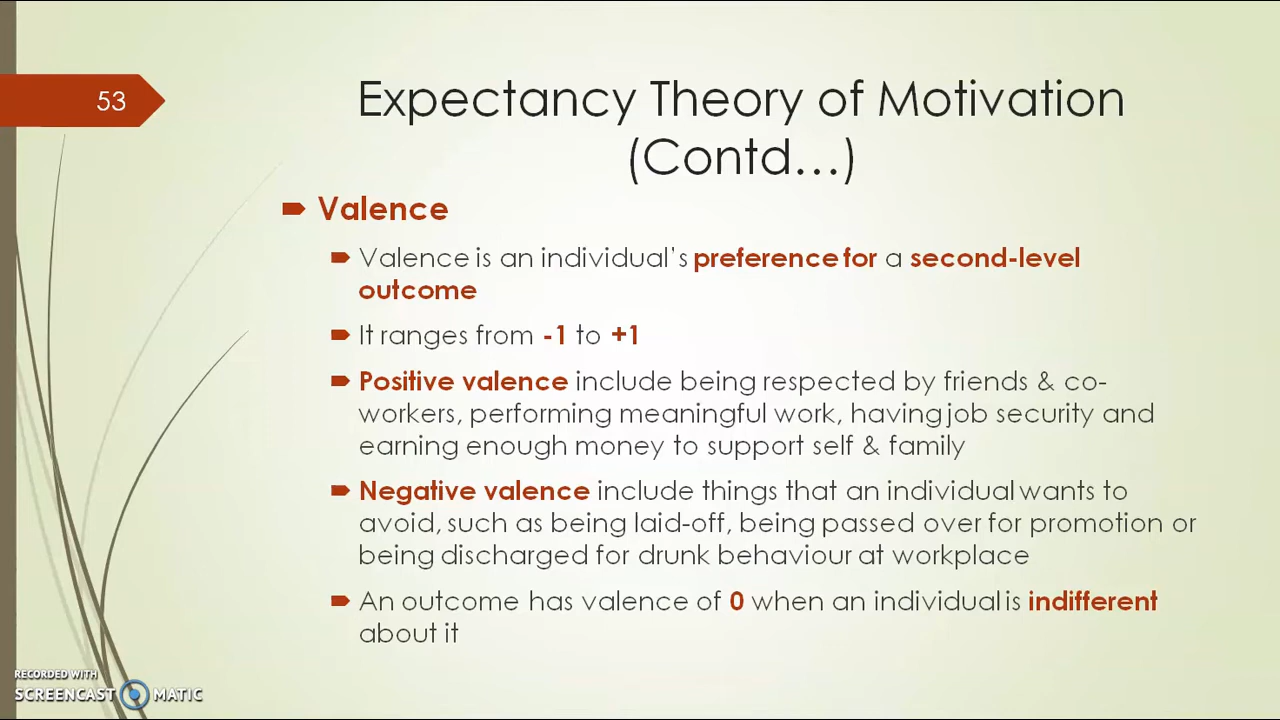 53
Expectancy Theory of Motivation
(Contd...)
Valence
Valence is an individual's preference for a second-level
outcome
It ranges from -1 to +1
Positive valence include being respected by friends & co-
workers, performing meaningful work, having job security and
earning enough money to support self & family
Negative valence include things that an individual wants to
avoid, such as being laid-off, being passed over for promotion or
being discharged for drunk behaviour at workplace
An outcome has valence of 0 when an individual is indifferent
about it
RECORDED WITH
SCREENCAST MATIC